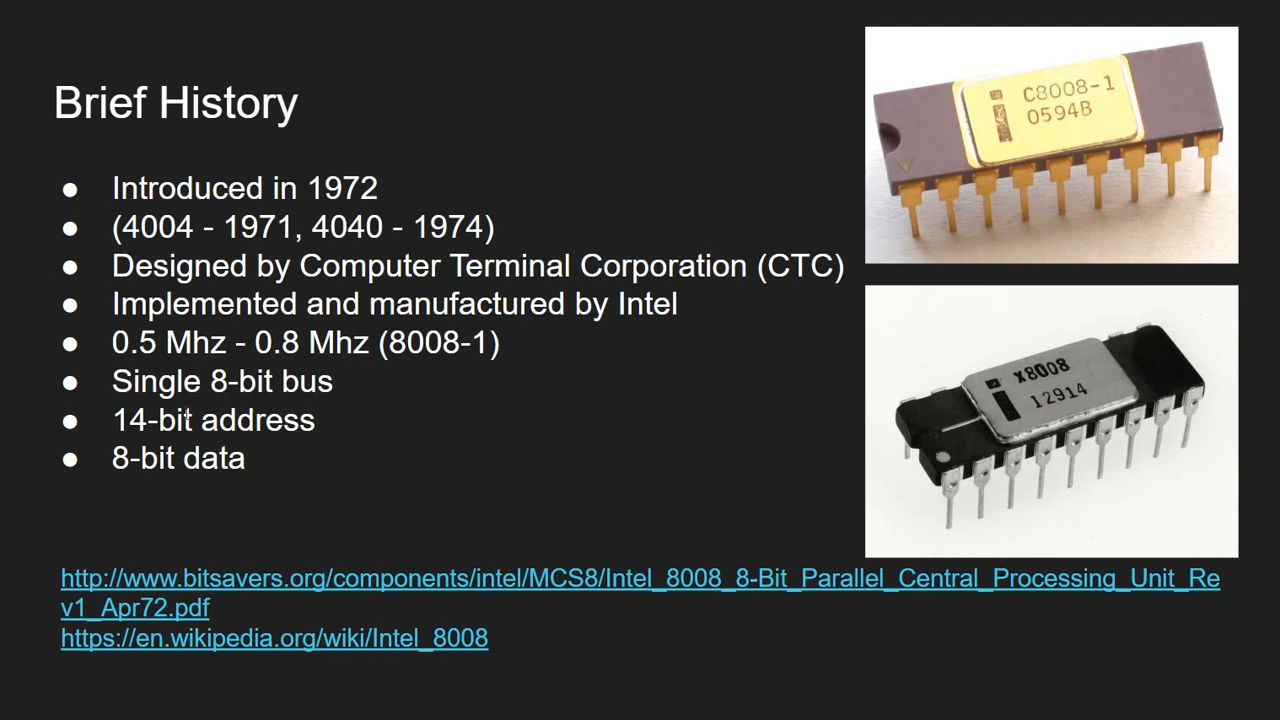 Brief History
● Introduced in 1972
● (4004 - 1971, 4040 - 1974)
● Designed by Computer Terminal Corporation (CTC)
● Implemented and manufactured by Intel
● 0.5 Mhz - 0.8 Mhz (8008-1)
● Single 8-bit bus
● 14-bit address
● 8-bit data
C8008-1
0594B
X8008
12914
http://www.bitsavers.org/components/intel/MCS8/Intel_8008_8-Bit_Parallel_Central_Processing_Unit_Re
v1_Apr72.pdf
https://en.wikipedia.org/wiki/Intel_8008